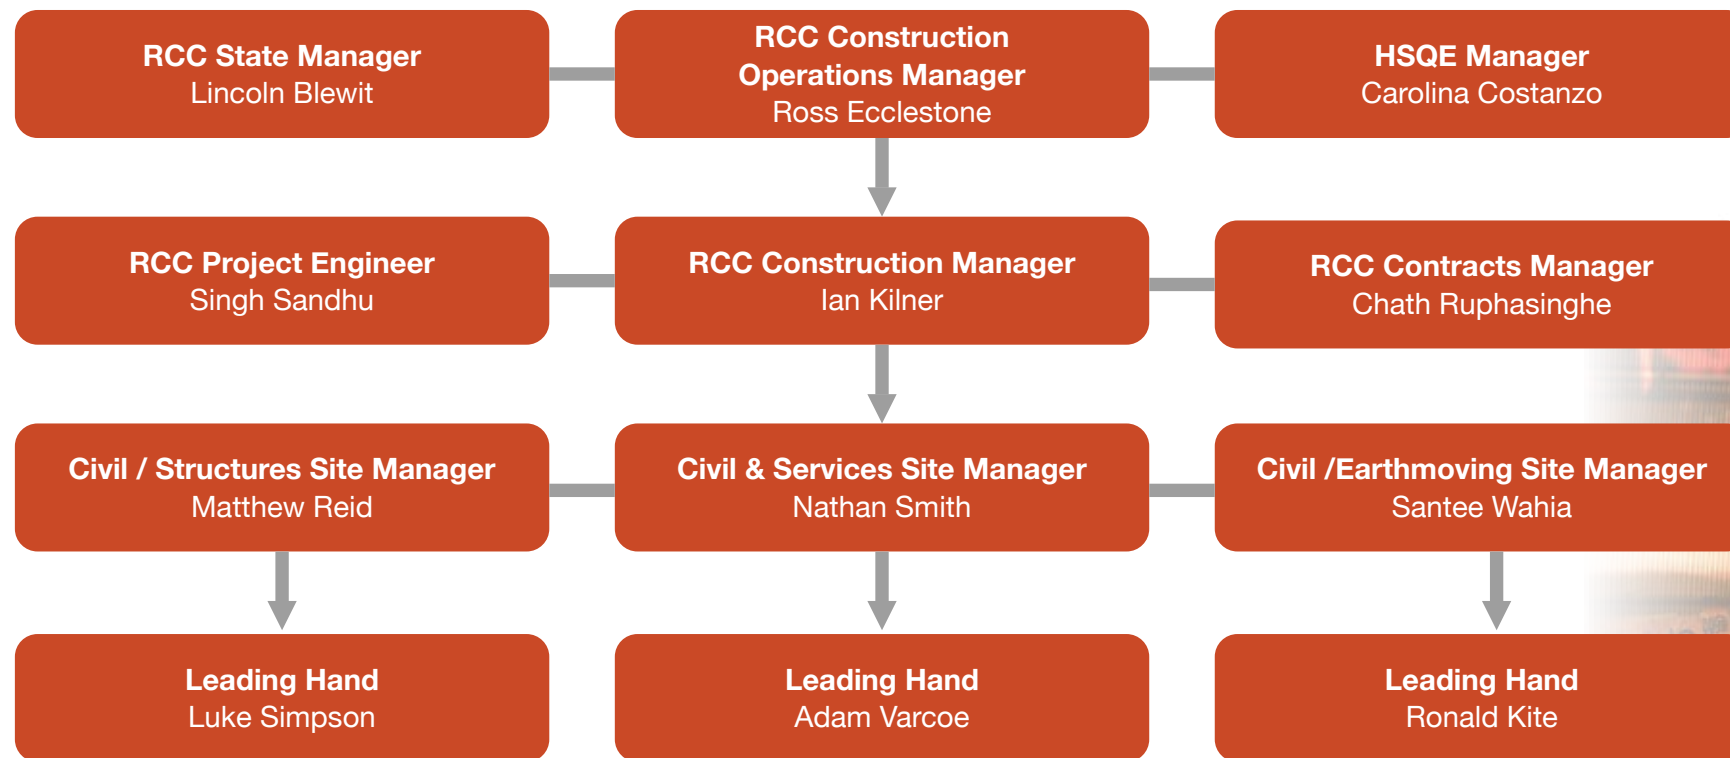 RCC State Manager
Lincoln Blewit
RCC Construction
Operations Manager
Ross Ecclestone
HSQE Manager
Carolina Costanzo
RCC Project Engineer
Singh Sandhu
RCC Construction Manager
Ian Kilner
RCC Contracts Manager
Chath Ruphasinghe
Civil / Structures Site Manager
Matthew Reid
Civil & Services Site Manager
Nathan Smith
Civil /Earthmoving Site Manager
Santee Wahia
Leading Hand
Luke Simpson
Leading Hand
Adam Varcoe
Leading Hand
Ronald Kite